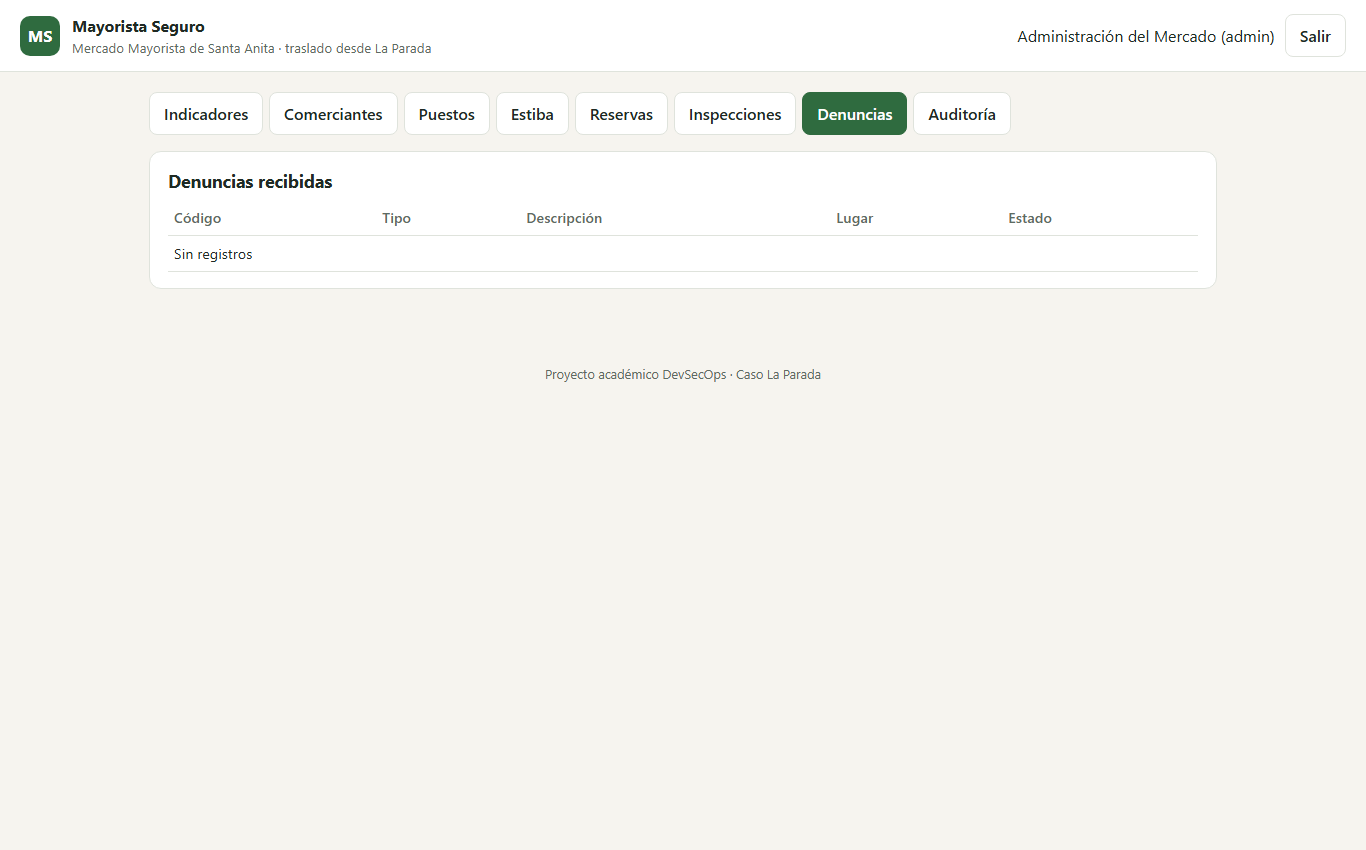 MS
Mayorista Seguro
Mercado Mayorista de Santa Anita · traslado desde La Parada
Administración del Mercado (admin)
Salir
Indicadores
Comerciantes
Puestos
Estiba
Reservas
Inspecciones
Denuncias
Auditoría
Denuncias recibidas
Código Tipo Descripción Lugar Estado
Sin registros
Proyecto académico DevSecOps · Caso La Parada